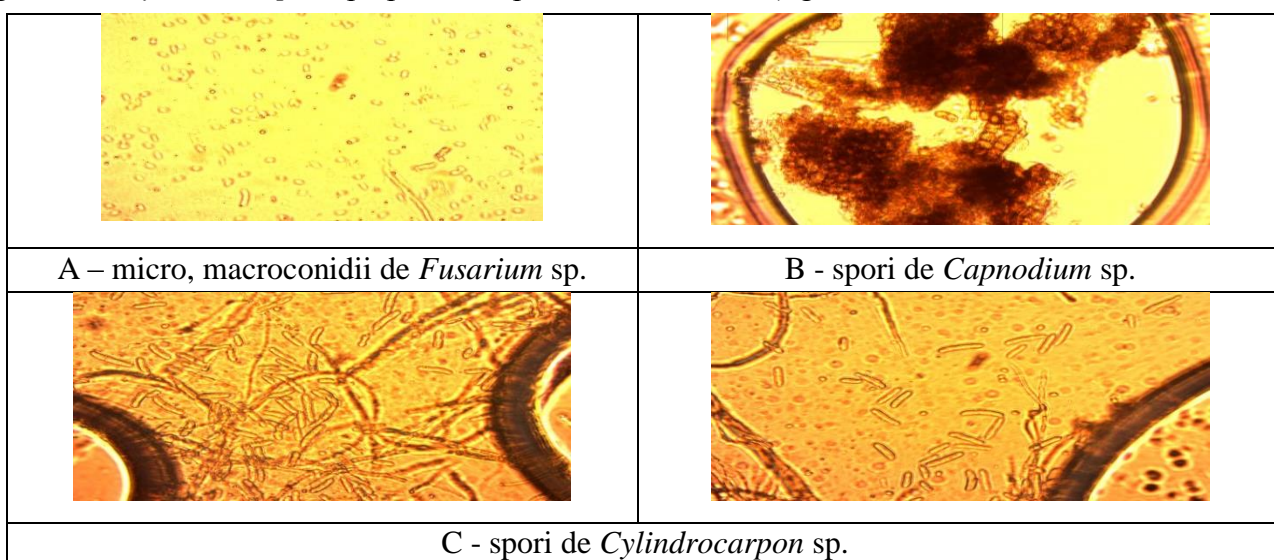 A – micro, macroconidii de Fusarium sp.
B - spori de Capnodium sp.
C - spori de Cylindrocarpon sp.